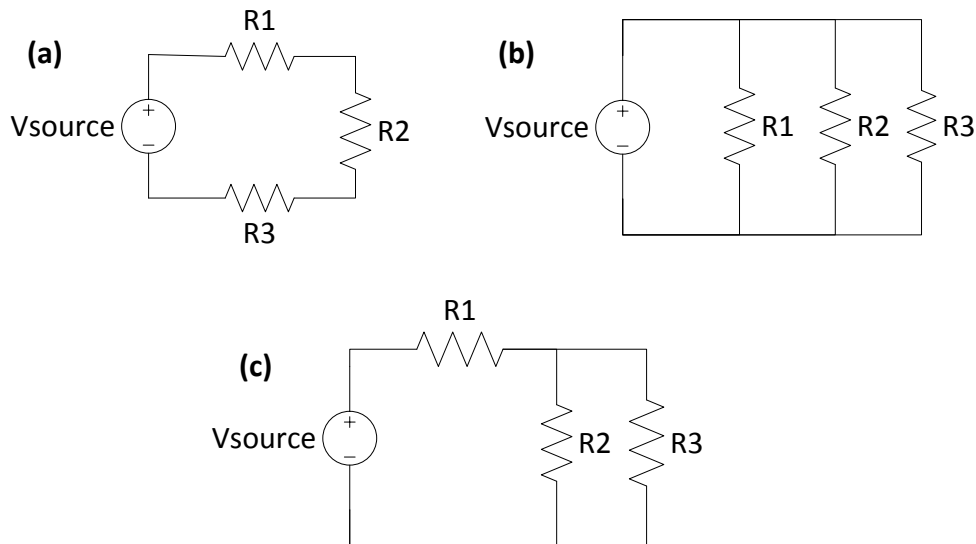 (a)
R1
Vsource
+
−
R2
R3
(b)
Vsource
+
−
R1
R2
R3
(c)
R1
Vsource
+
−
R2
R3